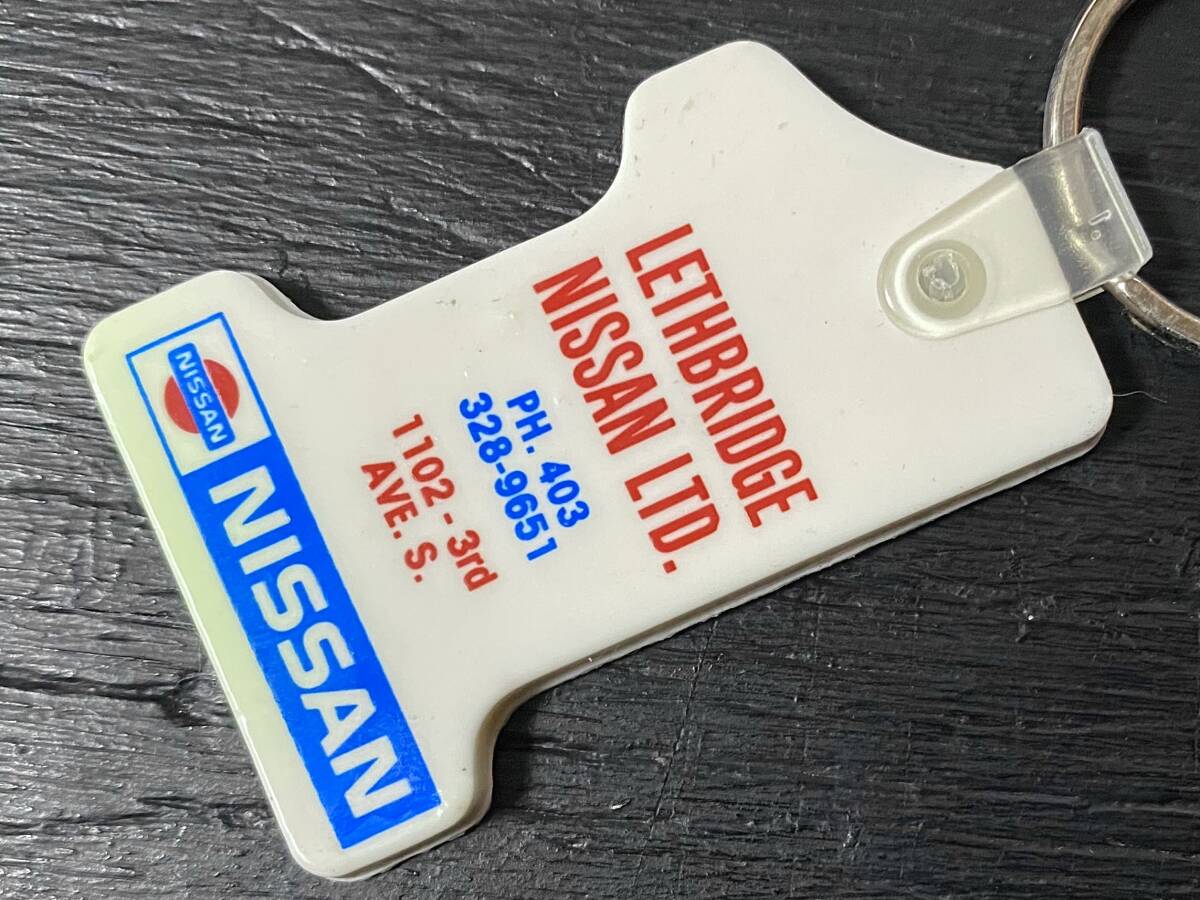 LETHBRIDGE
NISSAN LTD.
PH. 403
328-9651
1102 - 3rd
AVE. S.
NISSAN
NISSAN